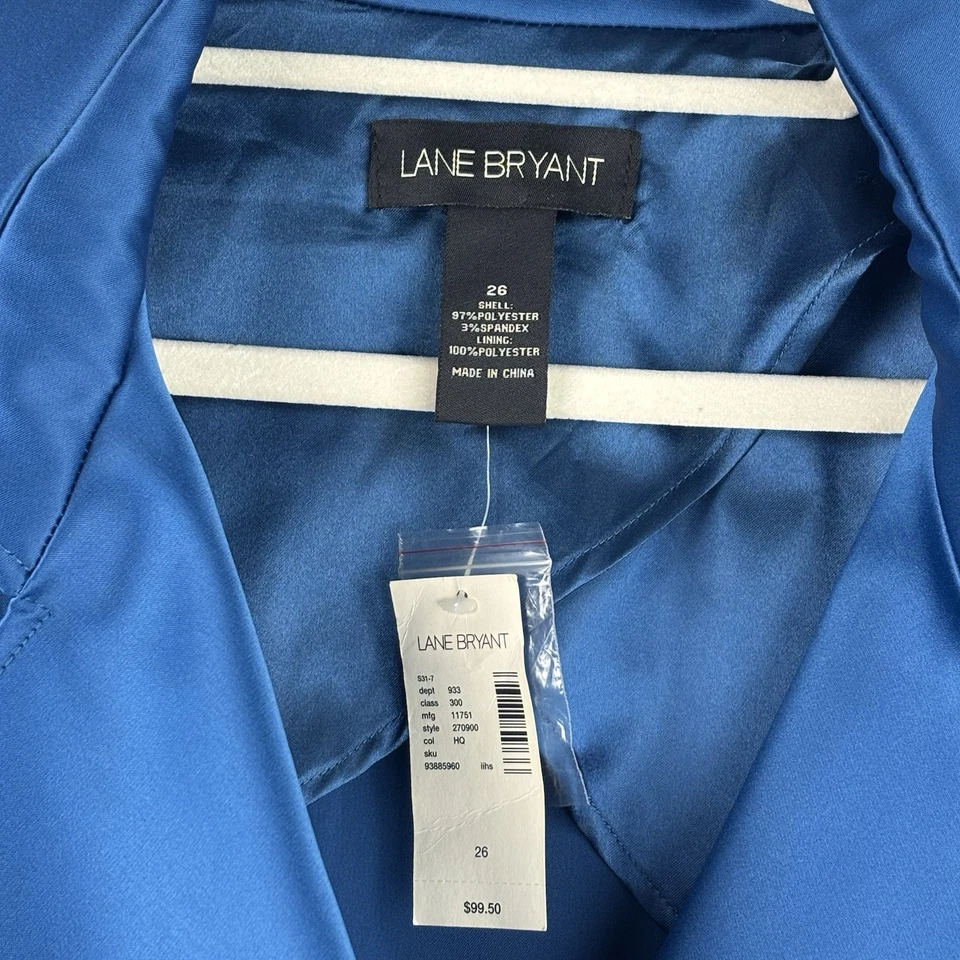 LANE BRYANT
26
SHELL:
97%POLYESTER
3%SPANDEX
LINING:
100%POLYESTER
MADE IN CHINA
LANE BRYANT
S31-7
dept 933
class 300
mfg 11751
style 270900
col HQ
sku
93885960 iihs
26
$99.50